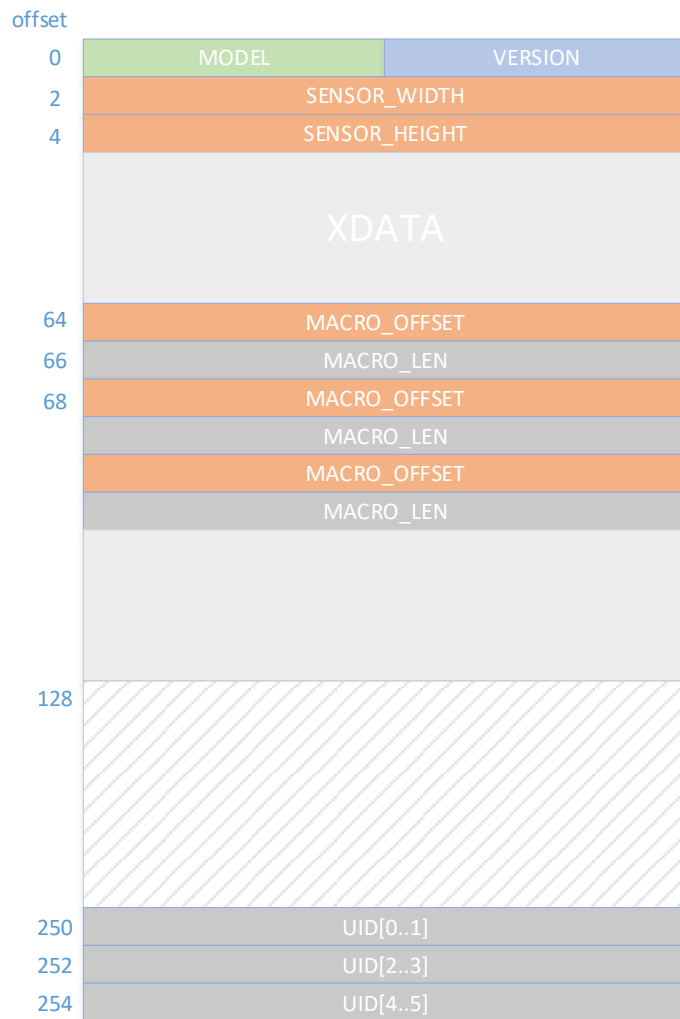 offset
0 MODEL VERSION
2 SENSOR_WIDTH
4 SENSOR_HEIGHT
XDATA
64 MACRO_OFFSET
66 MACRO_LEN
68 MACRO_OFFSET
MACRO_LEN
MACRO_OFFSET
MACRO_LEN
128
250 UID[0..1]
252 UID[2..3]
254 UID[4..5]